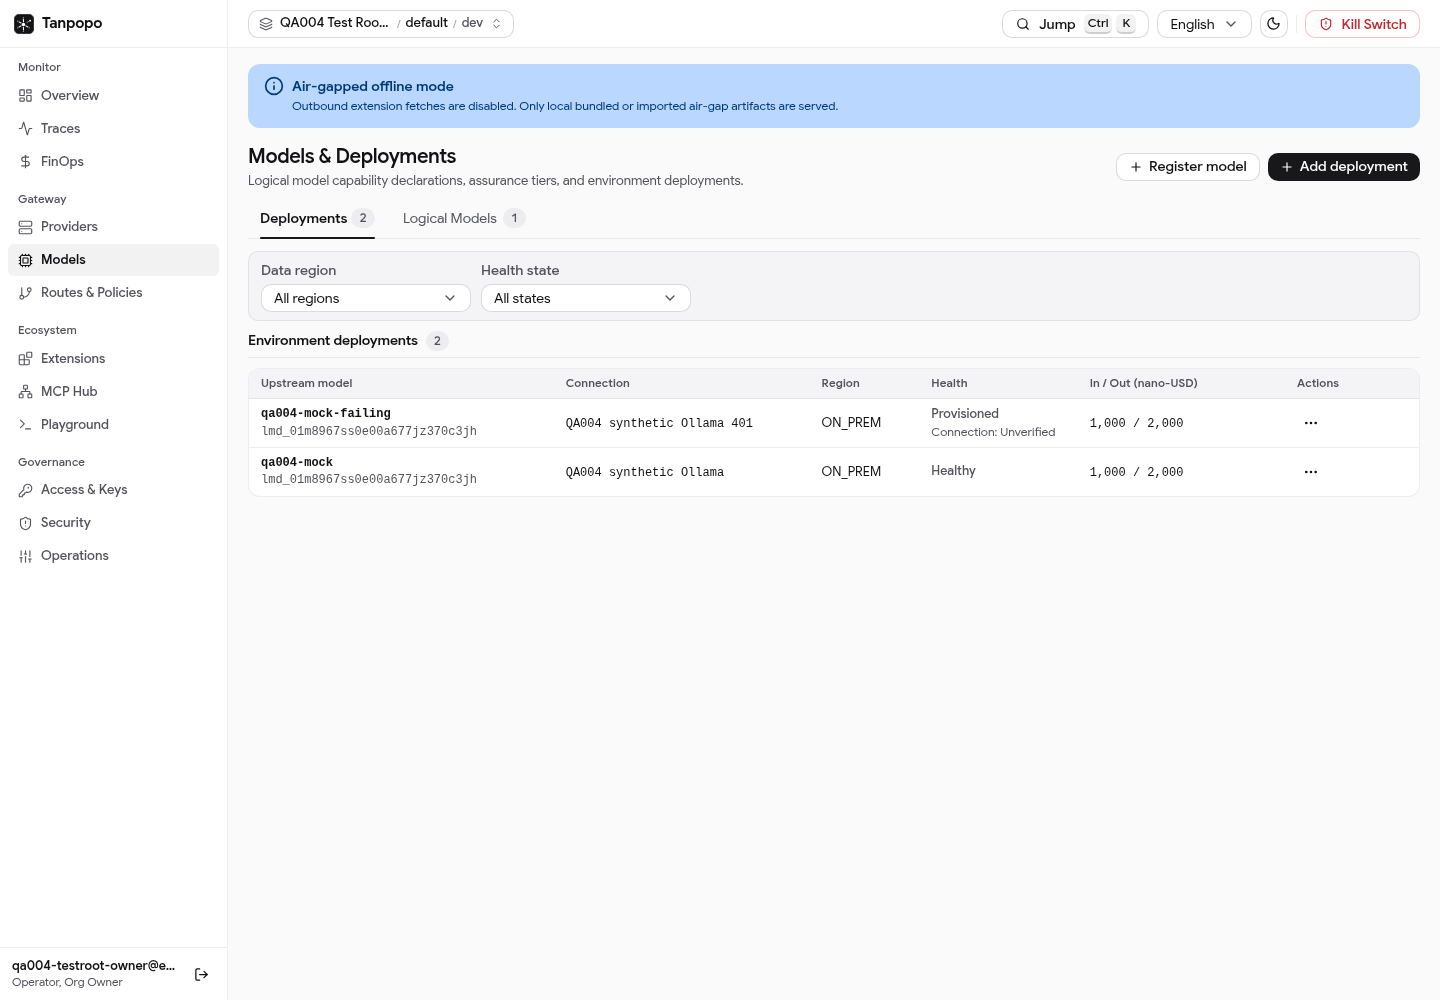 Tanpopo
QA004 Test Roo... / default / dev
Jump Ctrl K
English
Kill Switch
Monitor
Overview
Traces
FinOps
Gateway
Providers
Models
Routes & Policies
Ecosystem
Extensions
MCP Hub
Playground
Governance
Access & Keys
Security
Operations
qa004-testroot-owner@e...
Operator, Org Owner
Air-gapped offline mode
Outbound extension fetches are disabled. Only local bundled or imported air-gap artifacts are served.
Models & Deployments
Logical model capability declarations, assurance tiers, and environment deployments.
+ Register model
+ Add deployment
Deployments 2
Logical Models 1
Data region
All regions
Health state
All states
Environment deployments 2
Upstream model Connection Region Health In / Out (nano-USD) Actions
qa004-mock-failing
lmd_01m8967ss0e00a677jz370c3jh
QA004 synthetic Ollama 401
ON_PREM
Provisioned
Connection: Unverified
1,000 / 2,000
qa004-mock
lmd_01m8967ss0e00a677jz370c3jh
QA004 synthetic Ollama
ON_PREM
Healthy
1,000 / 2,000